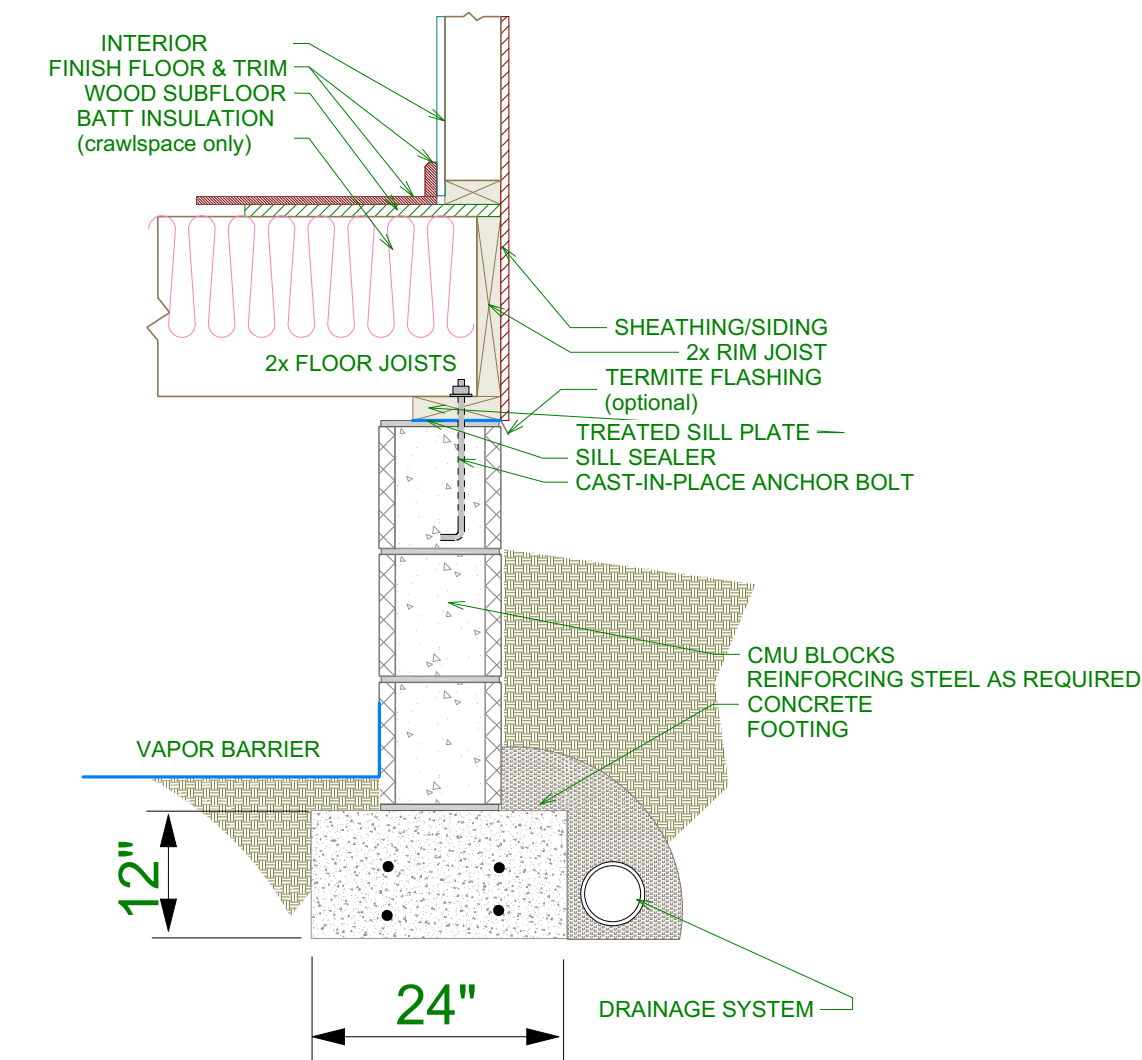 INTERIOR
FINISH FLOOR & TRIM
WOOD SUBFLOOR
BATT INSULATION
(crawlspace only)
SHEATHING/SIDING
2x RIM JOIST
2x FLOOR JOISTS
TERMITE FLASHING
(optional)
TREATED SILL PLATE
SILL SEALER
CAST-IN-PLACE ANCHOR BOLT
CMU BLOCKS
REINFORCING STEEL AS REQUIRED
CONCRETE
FOOTING
VAPOR BARRIER
12"
24"
DRAINAGE SYSTEM